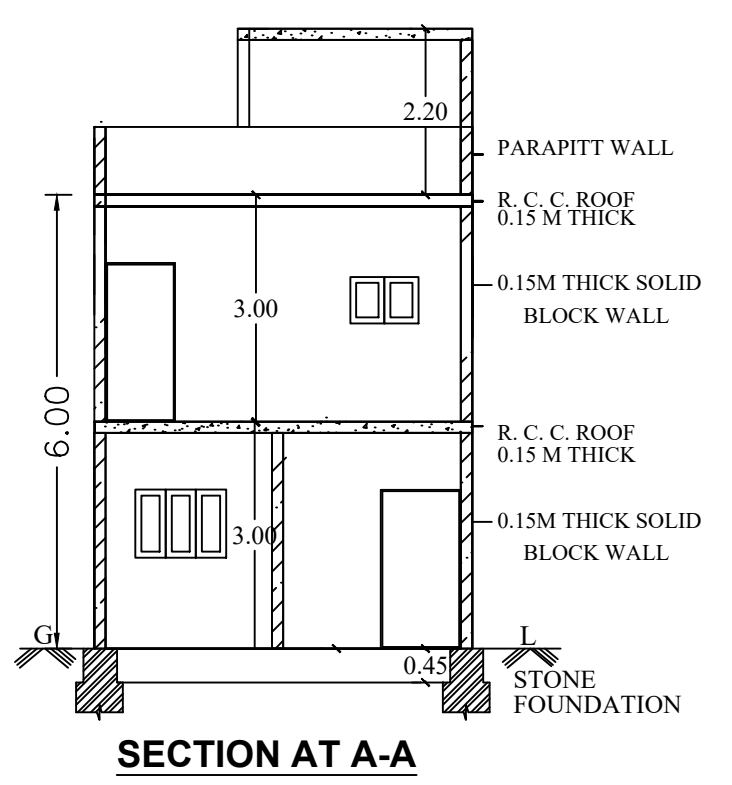 2.20
PARAPITT WALL
R. C. C. ROOF
0.15 M THICK
0.15M THICK SOLID
BLOCK WALL
3.00
6.00
R. C. C. ROOF
0.15 M THICK
0.15M THICK SOLID
BLOCK WALL
3.00
G
L
0.45
STONE
FOUNDATION
SECTION AT A-A